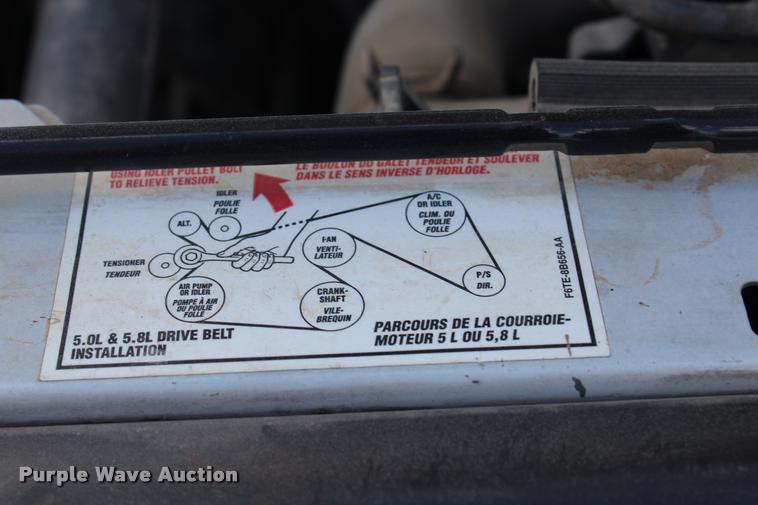 USING IDLER PULLEY BOLT
TO RELIEVE TENSION.
LE BOULON DU GALET TENDEUR ET SOULEVER
DANS LE SENS INVERSE D'HORLOGE.
IDLER
POULIE
FOLLE
ALT.
A/C
OR IDLER
CLIM. OU
POULIE
FOLLE
FAN
VENTI-
LATEUR
TENSIONER
TENDEUR
P/S
DIR.
AIR PUMP
OR IDLER
POMPE À AIR
OU POULIE
FOLLE
CRANK-
SHAFT
VILE-
BREQUIN
F6TE-8B656-AA
5.0L & 5.8L DRIVE BELT
INSTALLATION
PARCOURS DE LA COURROIE-
MOTEUR 5 L OU 5,8 L
Purple Wave Auction